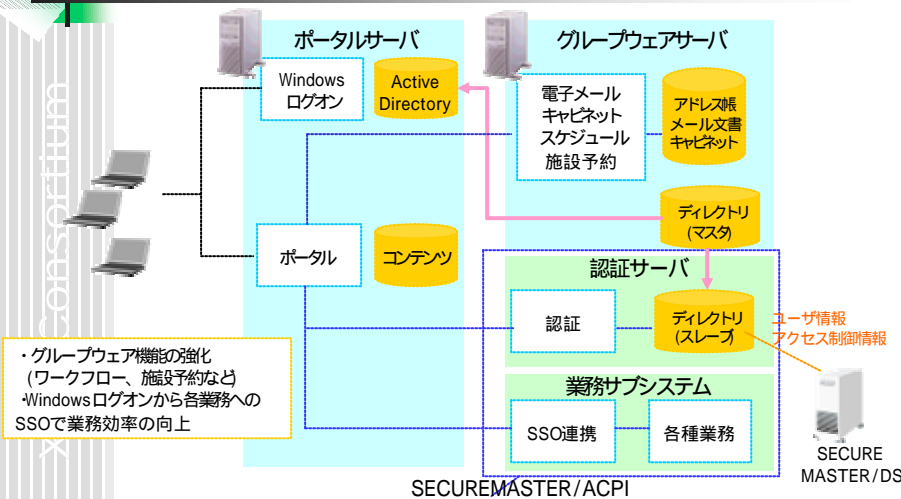 ポータルサーバ
グループウェアサーバ
Windows
ログオン
Active
Directory
電子メール
キャビネット
スケジュール
施設予約
アドレス帳
メール文書
キャビネット
ディレクトリ
(マスタ)
ポータル
コンテンツ
認証サーバ
認証
ディレクトリ
(スレーブ)
ユーザ情報
アクセス制御情報
・グループウェア機能の強化
(ワークフロー、施設予約など)
・Windowsログオンから各業務への
SSOで業務効率の向上
業務サブシステム
SSO連携
各種業務
SECURE
MASTER/DS
SECUREMASTER/ACPI
Consortium